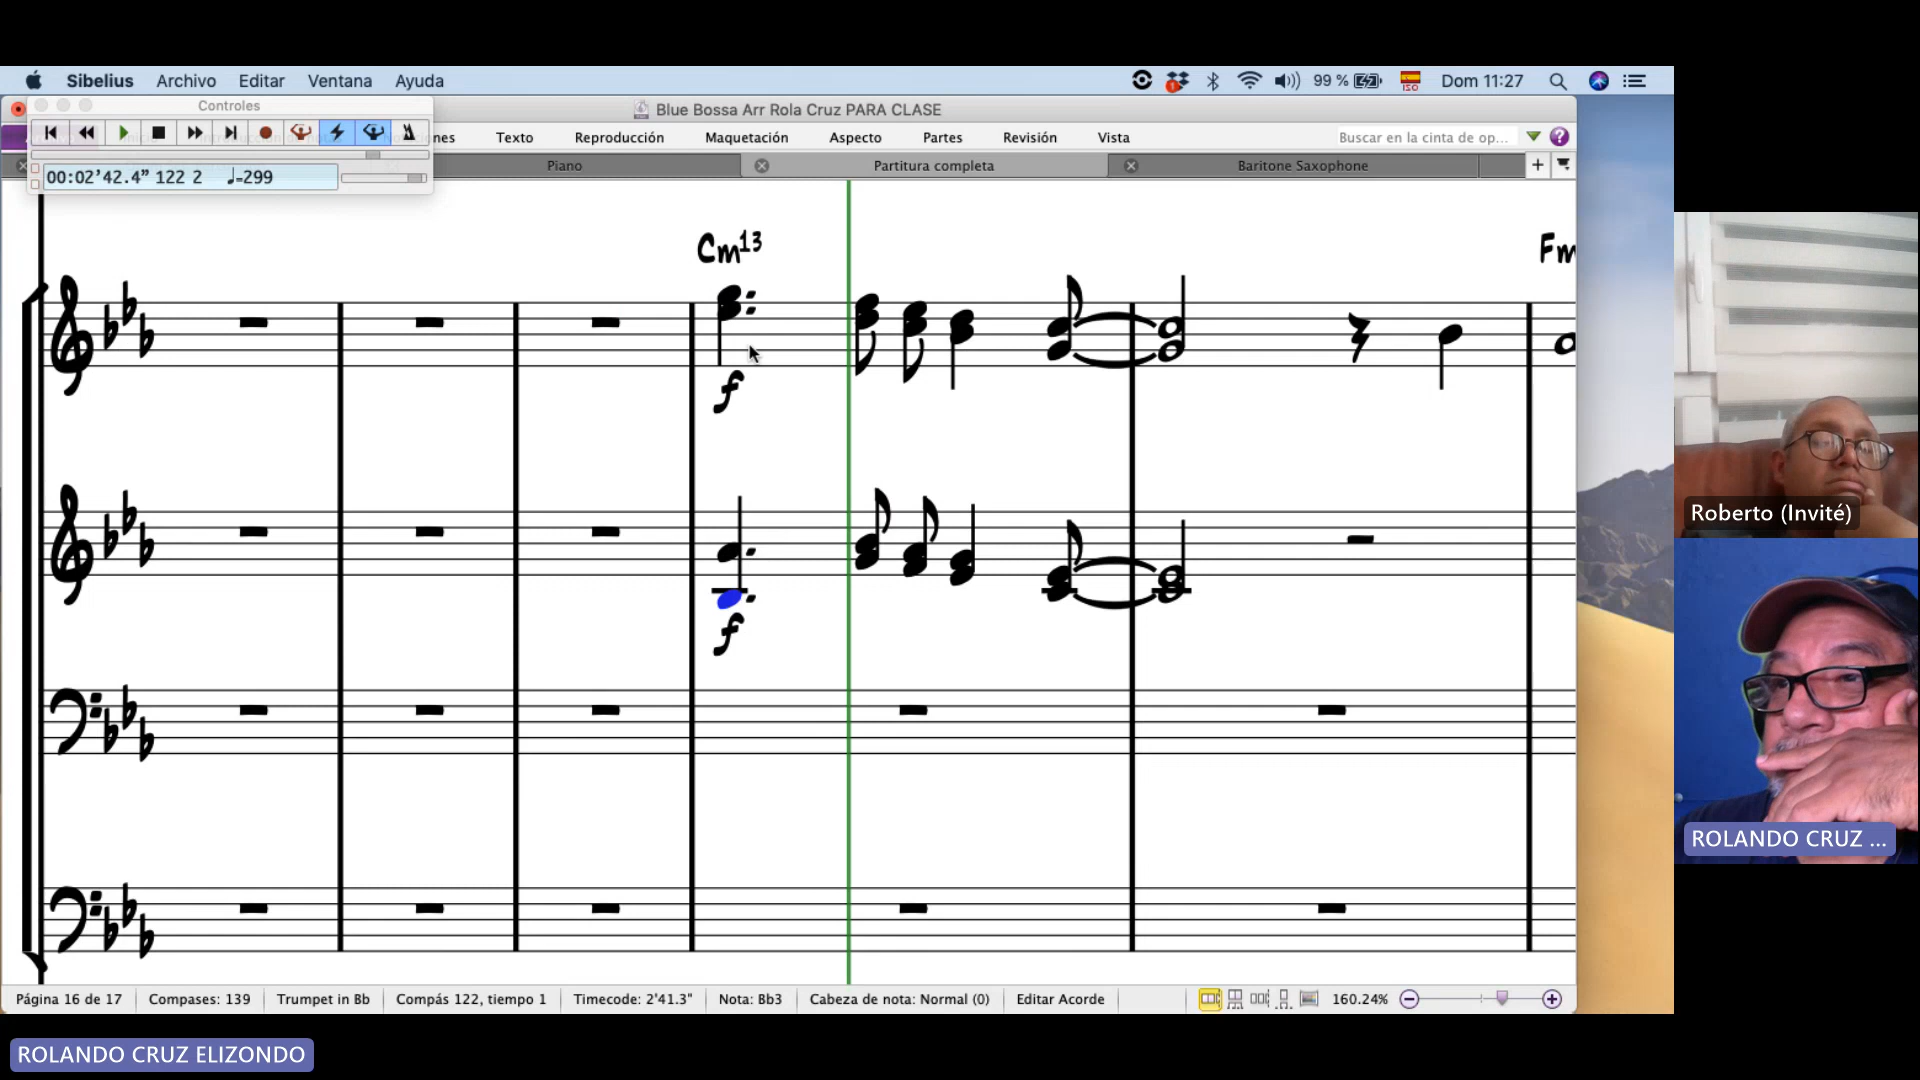 Sibelius Archivo Editar Ventana Ayuda
99 % ISO Dom 11:27
Controles
Blue Bossa Arr Rola Cruz PARA CLASE
nes Texto Reproducción Maquetación Aspecto Partes Revisión Vista
Buscar en la cinta de op...
Piano Partitura completa Baritone Saxophone
00:02'42.4" 122 2 ♩=299
Cm13
Fm
f
f
Página 16 de 17 Compases: 139 Trumpet in Bb Compás 122, tiempo 1 Timecode: 2'41.3" Nota: Bb3 Cabeza de nota: Normal (0) Editar Acorde 160.24%
Roberto (Invité)
ROLANDO CRUZ ...
ROLANDO CRUZ ELIZONDO